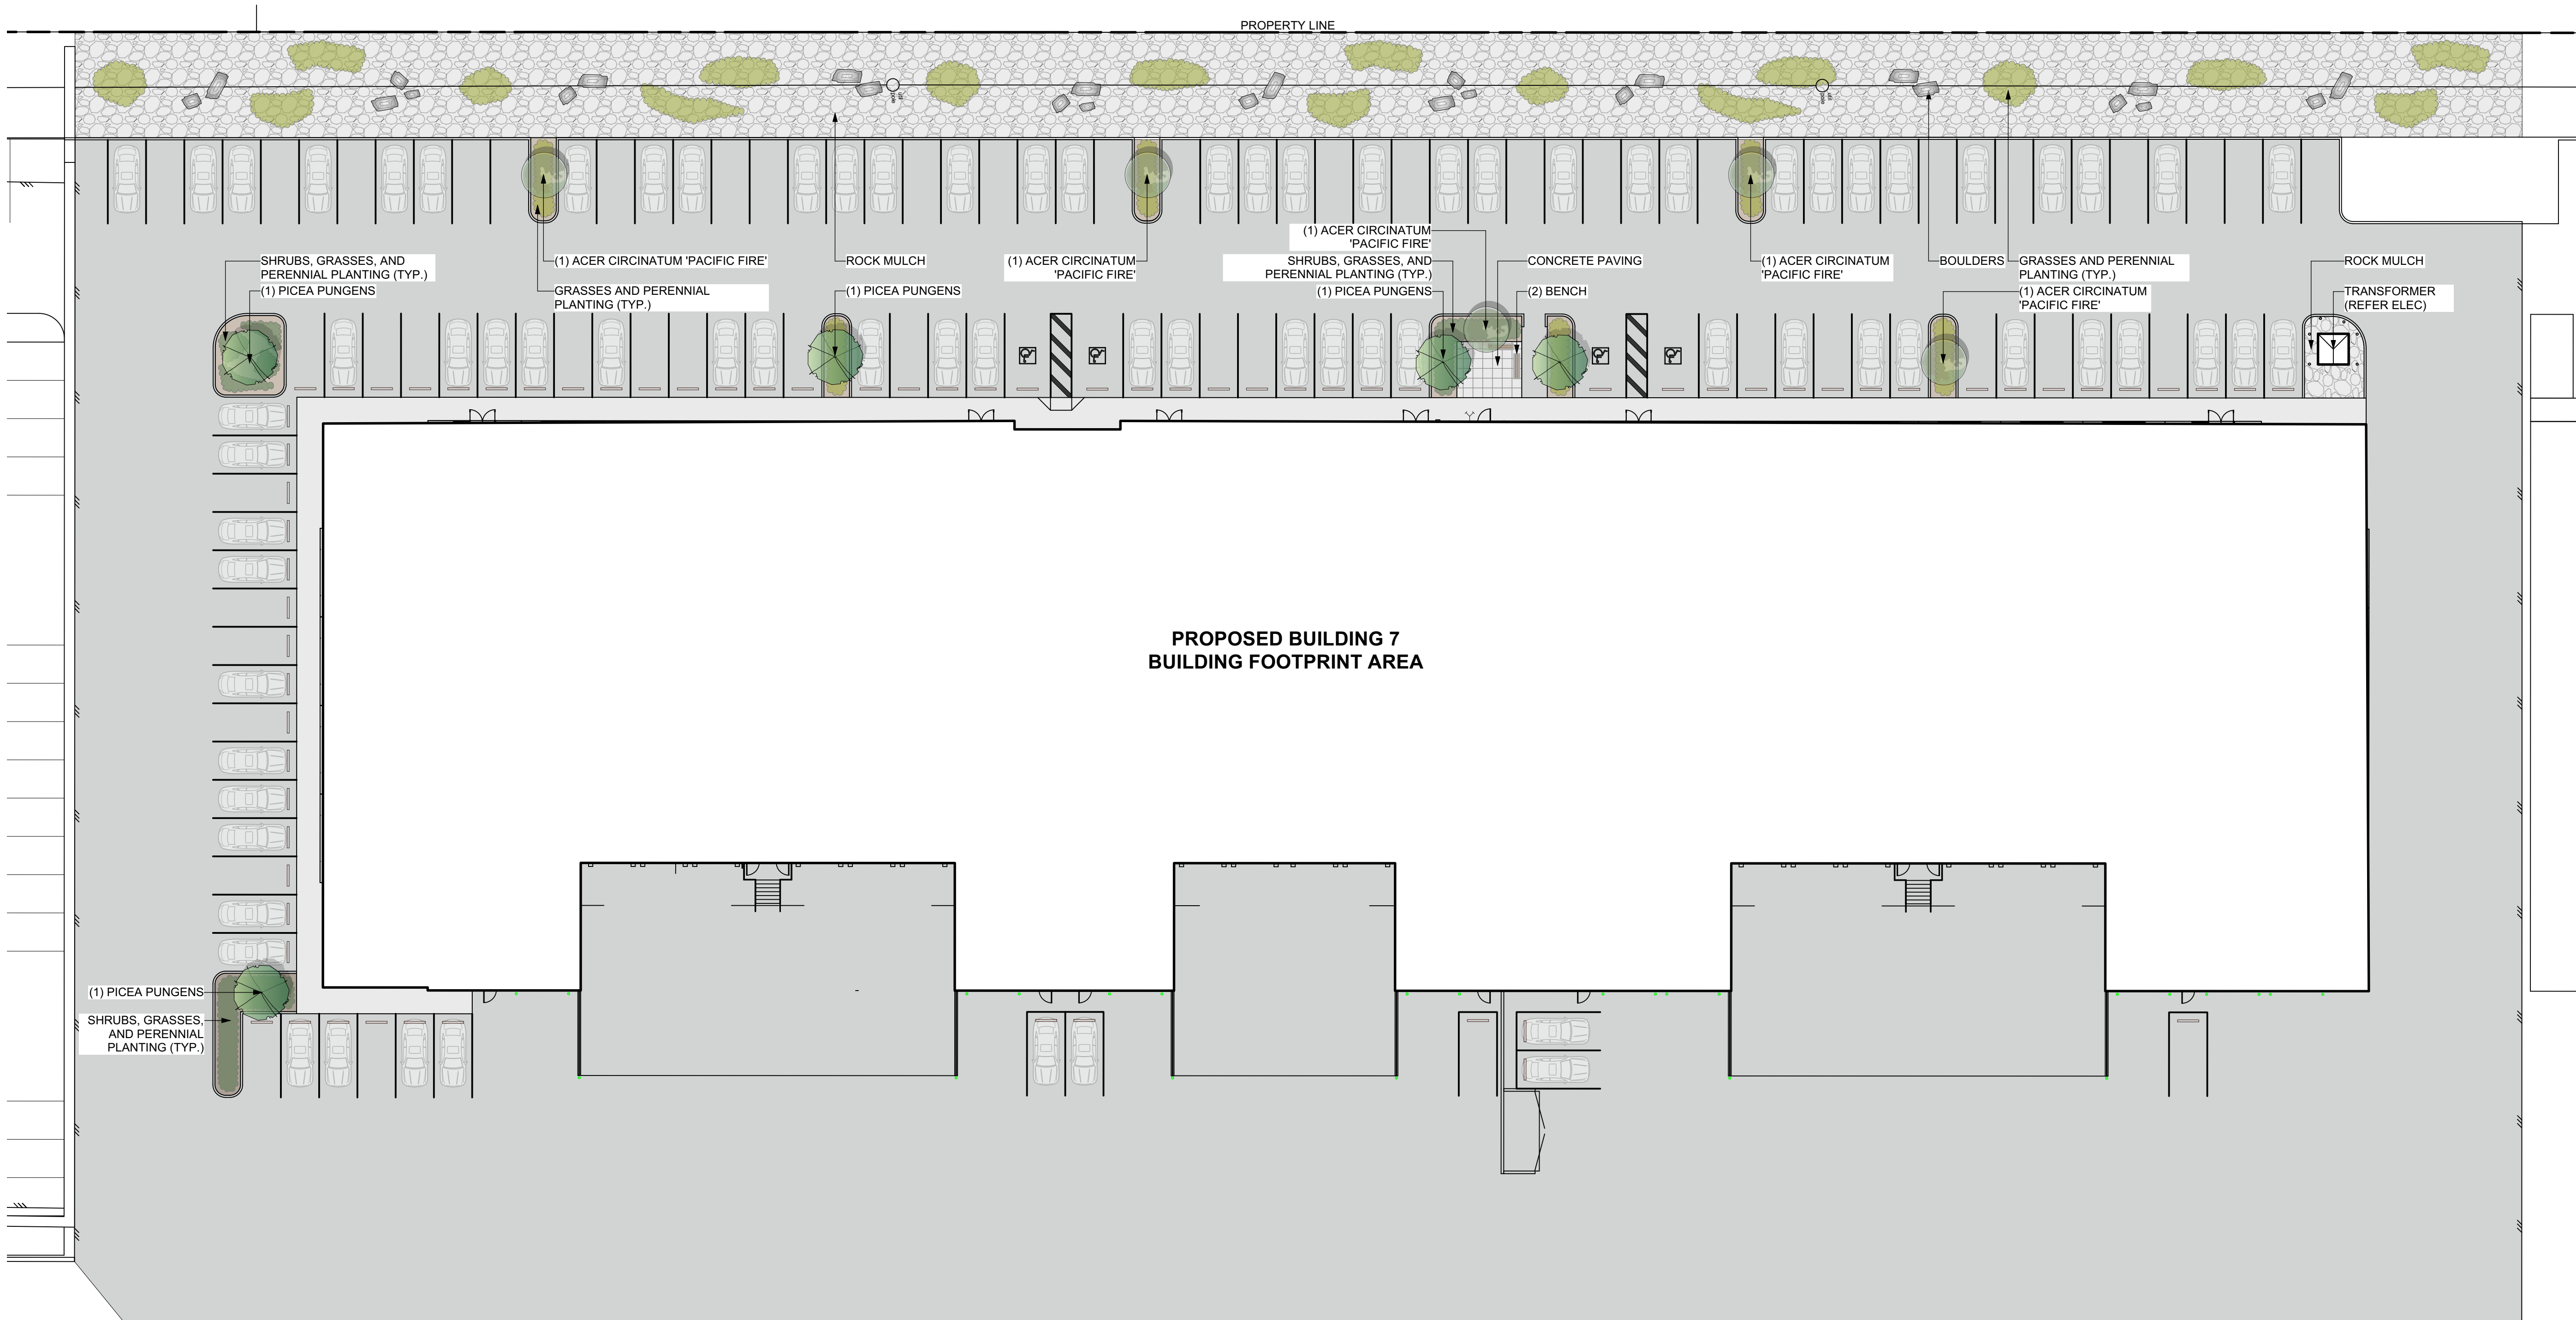 PROPERTY LINE
SHRUBS, GRASSES, AND
PERENNIAL PLANTING (TYP.)
(1) PICEA PUNGENS
(1) ACER CIRCINATUM 'PACIFIC FIRE'
GRASSES AND PERENNIAL
PLANTING (TYP.)
ROCK MULCH
(1) PICEA PUNGENS
(1) ACER CIRCINATUM
'PACIFIC FIRE'
(1) ACER CIRCINATUM
'PACIFIC FIRE'
SHRUBS, GRASSES, AND
PERENNIAL PLANTING (TYP.)
(1) PICEA PUNGENS
CONCRETE PAVING
(2) BENCH
(1) ACER CIRCINATUM
'PACIFIC FIRE'
BOULDERS
GRASSES AND PERENNIAL
PLANTING (TYP.)
(1) ACER CIRCINATUM
'PACIFIC FIRE'
ROCK MULCH
TRANSFORMER
(REFER ELEC)
PROPOSED BUILDING 7
BUILDING FOOTPRINT AREA
(1) PICEA PUNGENS
SHRUBS, GRASSES,
AND PERENNIAL
PLANTING (TYP.)